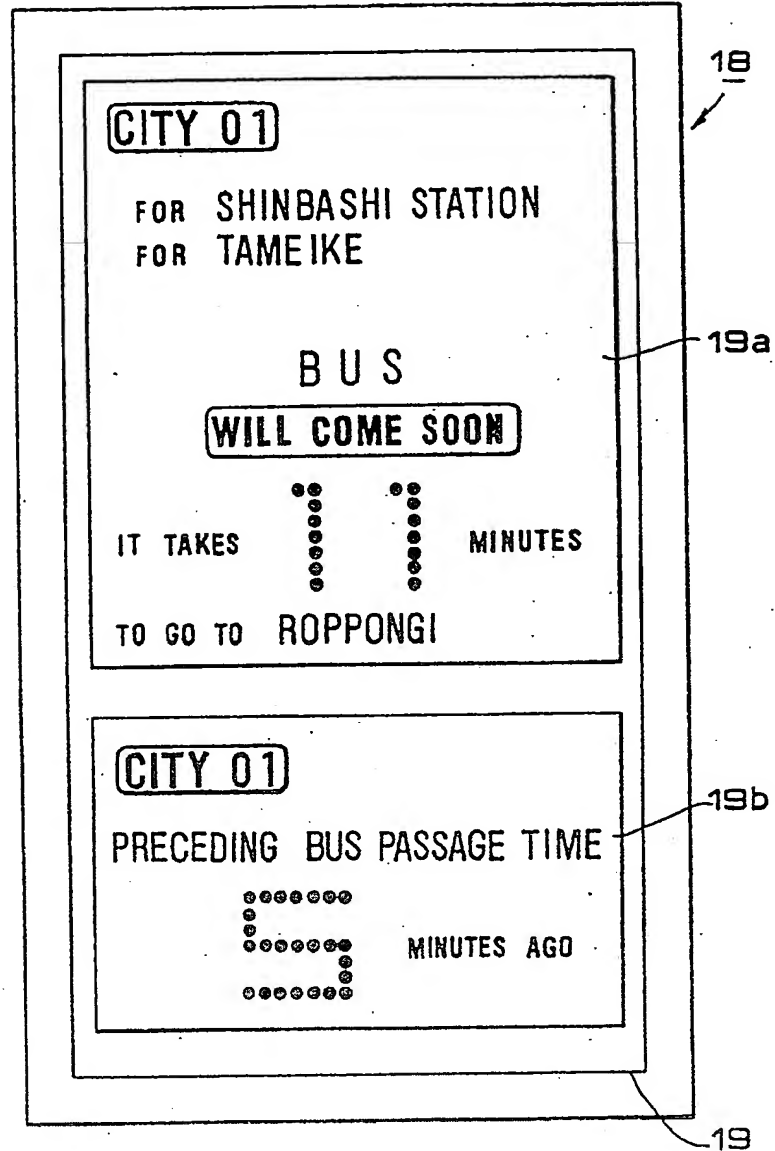 18
CITY 01
FOR SHINBASHI STATION
FOR TAMEIKE
19a
BUS
WILL COME SOON
IT TAKES 11 MINUTES
TO GO TO ROPPONGI
CITY 01
19b
PRECEDING BUS PASSAGE TIME
5 MINUTES AGO
19